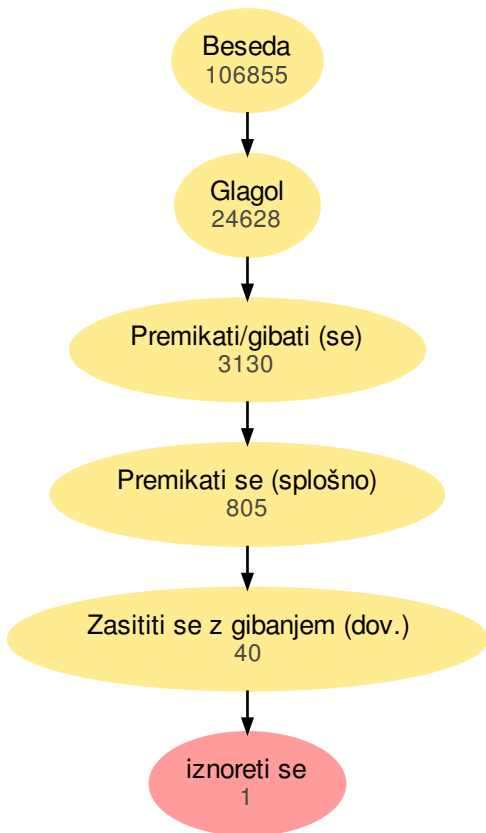 Beseda
106855
Glagol
24628
Premikati/gibati (se)
3130
Premikati se (splošno)
805
Zasititi se z gibanjem (dov.)
40
iznoreti se
1